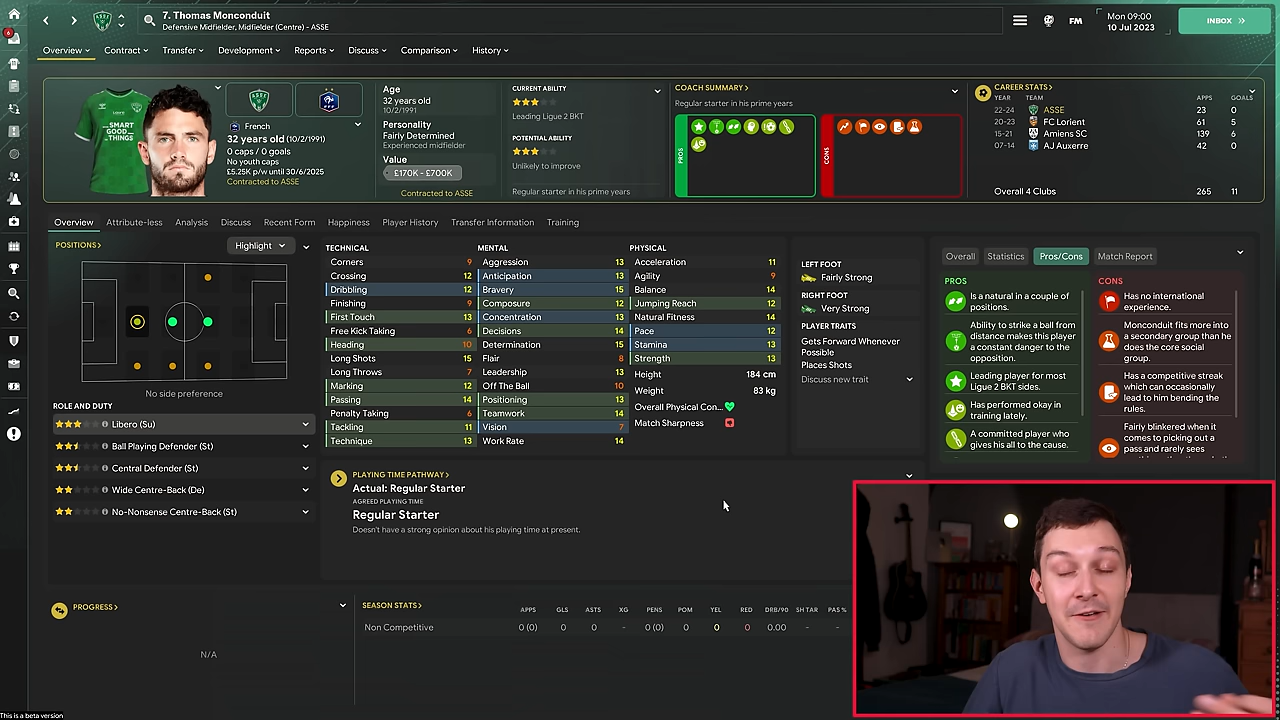 7. Thomas Monconduit
Defensive Midfielder, Midfielder (Centre) - ASSE
FM
Mon 09:00
10 Jul 2023
INBOX
6
Overview
Contract
Transfer
Development
Reports
Discuss
Comparison
History
SMART
GOOD
THINGS
French
32 years old (10/2/1991)
0 caps / 0 goals
No youth caps
£5.25K p/w until 30/6/2025
Contracted to ASSE
Age
32 years old
10/2/1991
Personality
Fairly Determined
Experienced midfielder
Value
£170K - £700K
Contracted to ASSE
CURRENT ABILITY
Leading Ligue 2 BKT
POTENTIAL ABILITY
Unlikely to improve
Regular starter in his prime years
COACH SUMMARY
Regular starter in his prime years
PROS
CONS
CAREER STATS
YEAR TEAM APPS GOALS
22-24 ASSE 23 0
20-23 FC Lorient 61 5
15-21 Amiens SC 139 6
07-14 AJ Auxerre 42 0
Overall 4 Clubs 265 11
Overview
Attribute-less
Analysis
Discuss
Recent Form
Happiness
Player History
Transfer Information
Training
POSITIONS
Highlight
No side preference
ROLE AND DUTY
Libero (Su)
Ball Playing Defender (St)
Central Defender (St)
Wide Centre-Back (De)
No-Nonsense Centre-Back (St)
TECHNICAL
Corners 9
Crossing 12
Dribbling 12
Finishing 9
First Touch 13
Free Kick Taking 6
Heading 10
Long Shots 15
Long Throws 7
Marking 12
Passing 14
Penalty Taking 6
Tackling 11
Technique 13
MENTAL
Aggression 13
Anticipation 13
Bravery 15
Composure 12
Concentration 13
Decisions 14
Determination 15
Flair 8
Leadership 13
Off The Ball 10
Positioning 13
Teamwork 14
Vision 7
Work Rate 14
PHYSICAL
Acceleration 11
Agility 9
Balance 14
Jumping Reach 12
Natural Fitness 14
Pace 12
Stamina 13
Strength 13
Height 184 cm
Weight 83 kg
Overall Physical Con...
Match Sharpness
LEFT FOOT
Fairly Strong
RIGHT FOOT
Very Strong
PLAYER TRAITS
Gets Forward Whenever
Possible
Places Shots
Discuss new trait
Overall
Statistics
Pros/Cons
Match Report
PROS
Is a natural in a couple of
positions.
Ability to strike a ball from
distance makes this player
a constant danger to the
opposition.
Leading player for most
Ligue 2 BKT sides.
Has performed okay in
training lately.
A committed player who
gives his all to the cause.
CONS
Has no international
experience.
Monconduit fits more into
a secondary group than he
does the core social
group.
Has a competitive streak
which can occasionally
lead to him bending the
rules.
Fairly blinkered when it
comes to picking out a
pass and rarely sees
PLAYING TIME PATHWAY
Actual: Regular Starter
AGREED PLAYING TIME
Regular Starter
Doesn't have a strong opinion about his playing time at present.
PROGRESS
N/A
SEASON STATS
APPS GLS ASTS XG PENS POM YEL RED DRB/90 SH TAR PAS %
Non Competitive 0 (0) 0 0 - 0 (0) 0 0 0 0.00 - -
This is a beta version